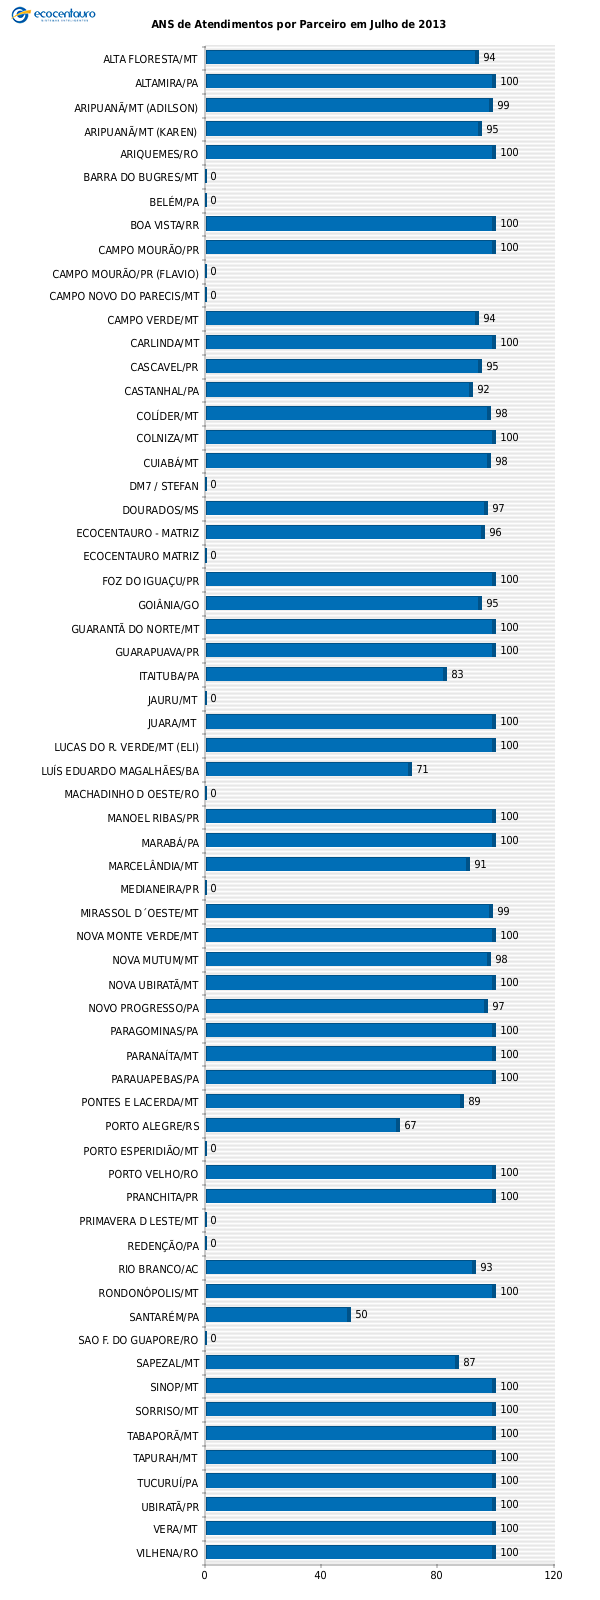 ecocentauro
ANS de Atendimentos por Parceiro em Julho de 2013
ALTA FLORESTA/MT 94
ALTAMIRA/PA 100
ARIPUANÃ/MT (ADILSON) 99
ARIPUANÃ/MT (KAREN) 95
ARIQUEMES/RO 100
BARRA DO BUGRES/MT 0
BELÉM/PA 0
BOA VISTA/RR 100
CAMPO MOURÃO/PR 100
CAMPO MOURÃO/PR (FLAVIO) 0
CAMPO NOVO DO PARECIS/MT 0
CAMPO VERDE/MT 94
CARLINDA/MT 100
CASCAVEL/PR 95
CASTANHAL/PA 92
COLÍDER/MT 98
COLNIZA/MT 100
CUIABÁ/MT 98
DM7 / STEFAN 0
DOURADOS/MS 97
ECOCENTAURO - MATRIZ 96
ECOCENTAURO MATRIZ 0
FOZ DO IGUAÇU/PR 100
GOIÂNIA/GO 95
GUARANTÃ DO NORTE/MT 100
GUARAPUAVA/PR 100
ITAITUBA/PA 83
JAURU/MT 0
JUARA/MT 100
LUCAS DO R. VERDE/MT (ELI) 100
LUÍS EDUARDO MAGALHÃES/BA 71
MACHADINHO D OESTE/RO 0
MANOEL RIBAS/PR 100
MARABÁ/PA 100
MARCELÂNDIA/MT 91
MEDIANEIRA/PR 0
MIRASSOL D´OESTE/MT 99
NOVA MONTE VERDE/MT 100
NOVA MUTUM/MT 98
NOVA UBIRATÃ/MT 100
NOVO PROGRESSO/PA 97
PARAGOMINAS/PA 100
PARANAÍTA/MT 100
PARAUAPEBAS/PA 100
PONTES E LACERDA/MT 89
PORTO ALEGRE/RS 67
PORTO ESPERIDIÃO/MT 0
PORTO VELHO/RO 100
PRANCHITA/PR 100
PRIMAVERA D LESTE/MT 0
REDENÇÃO/PA 0
RIO BRANCO/AC 93
RONDONÓPOLIS/MT 100
SANTARÉM/PA 50
SAO F. DO GUAPORE/RO 0
SAPEZAL/MT 87
SINOP/MT 100
SORRISO/MT 100
TABAPORÃ/MT 100
TAPURAH/MT 100
TUCURUÍ/PA 100
UBIRATÃ/PR 100
VERA/MT 100
VILHENA/RO 100
0 40 80 120